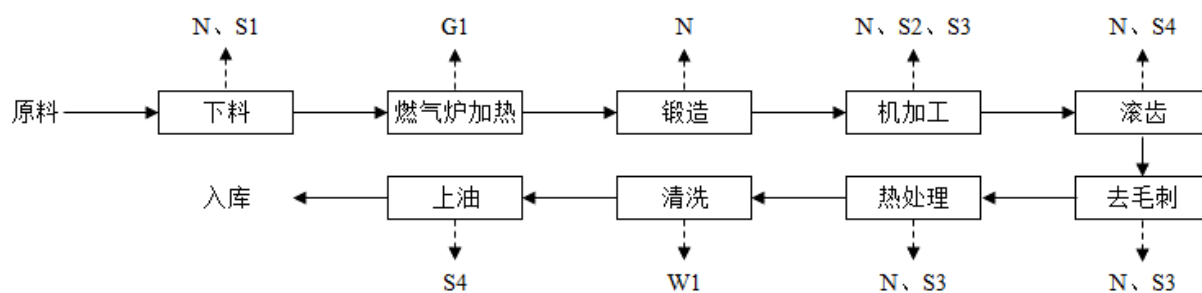 N、S1 G1 N N、S2、S3 N、S4
原料 下料 燃气炉加热 锻造 机加工 滚齿
入库 上油 清洗 热处理 去毛刺
S4 W1 N、S3 N、S3